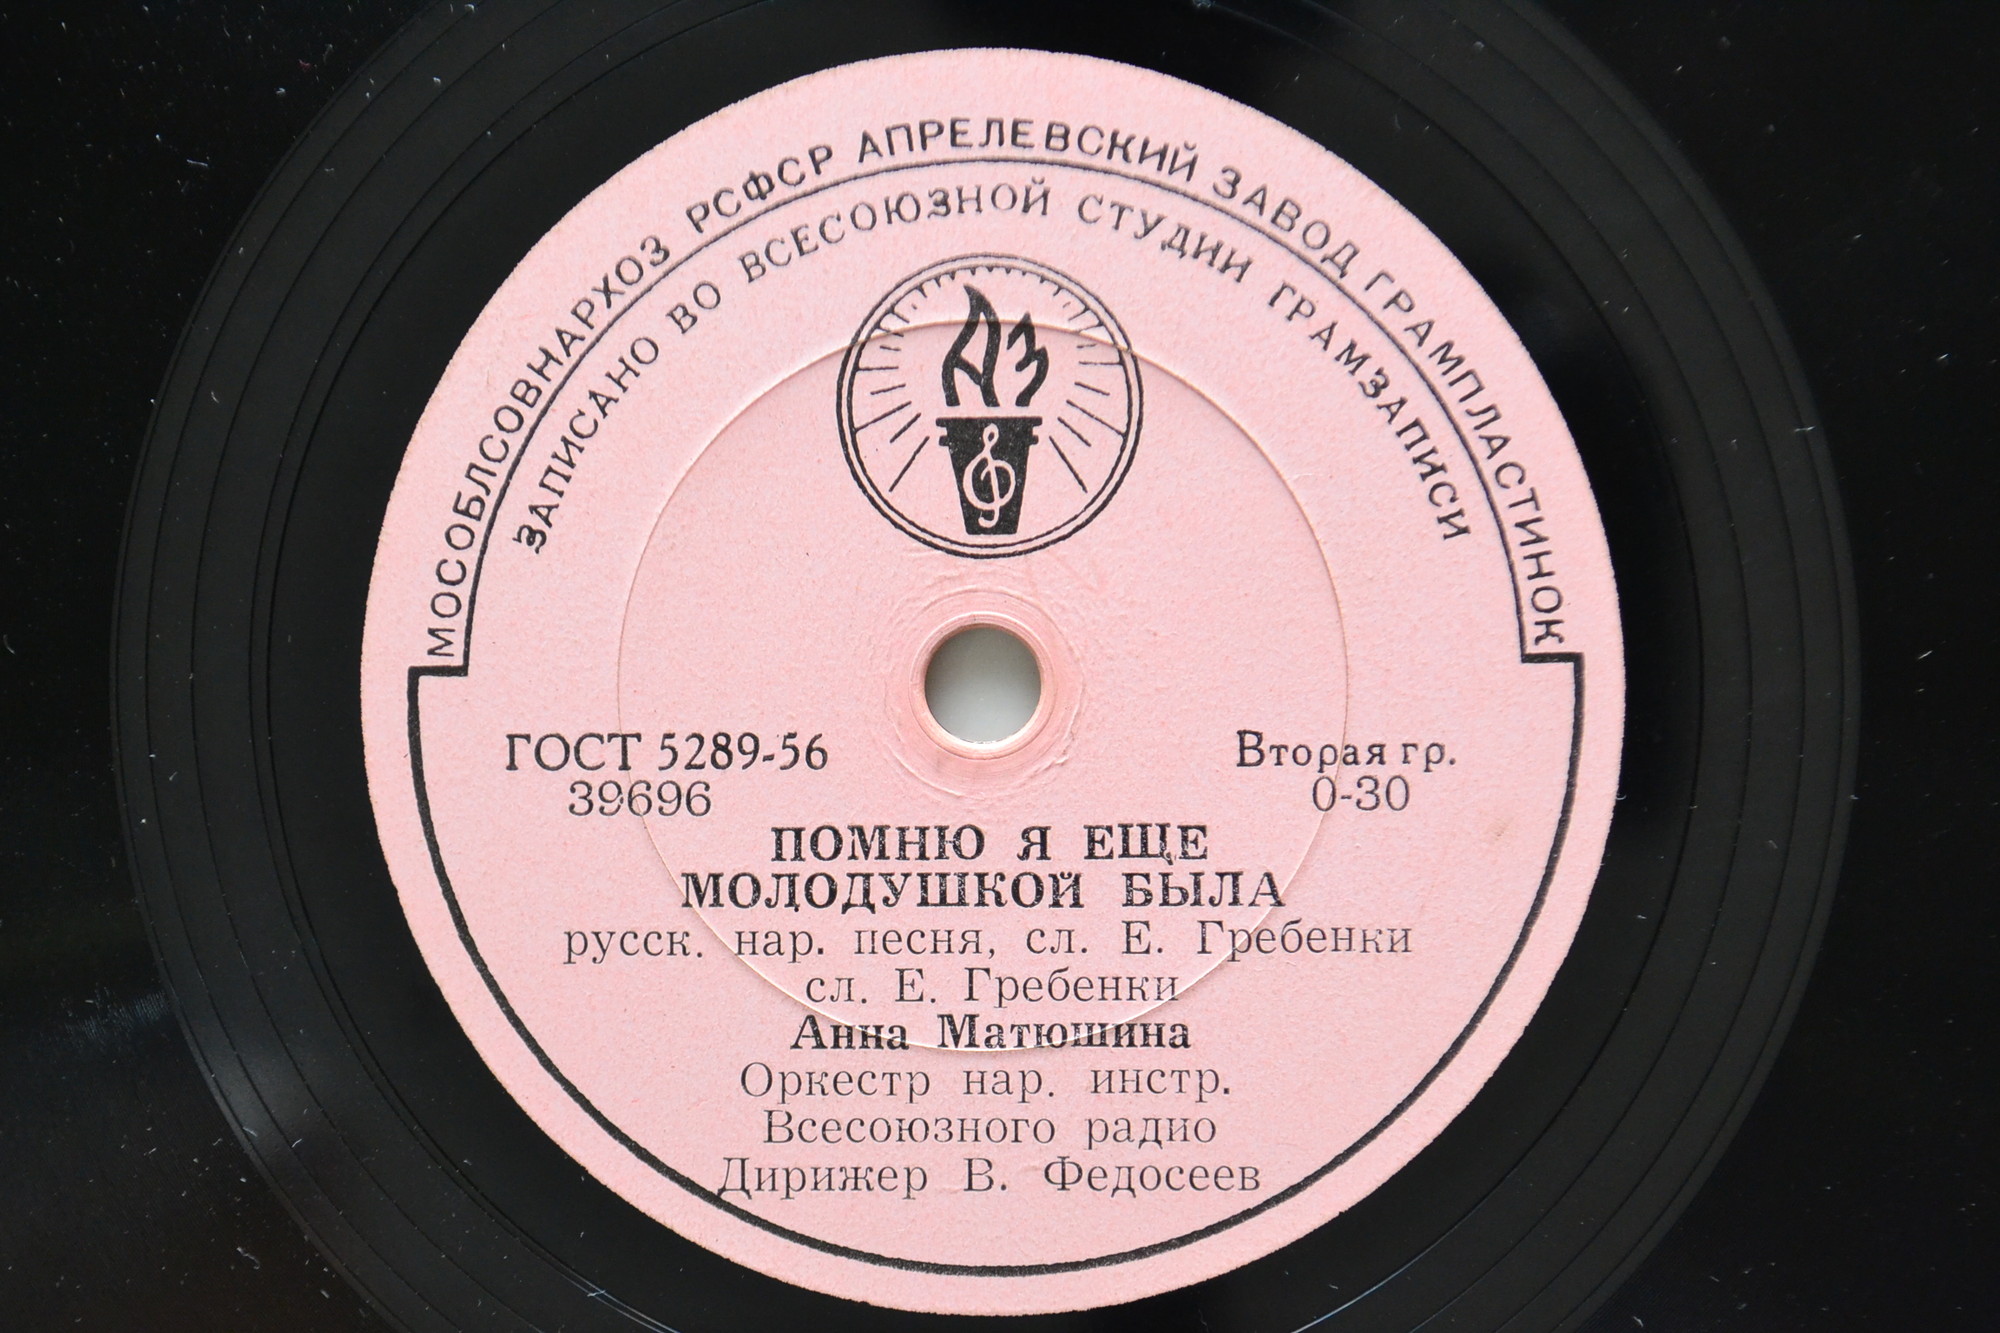 МОСОБЛСОВНАРХОЗ РСФСР АПРЕЛЕВСКИЙ ЗАВОД ГРАМПЛАСТИНОК
ЗАПИСАНО ВО ВСЕСОЮЗНОЙ СТУДИИ ГРАМЗАПИСИ
АЗ
ГОСТ 5289-56
39696
Вторая гр.
0-30
ПОМНЮ Я ЕЩЕ
МОЛОДУШКОЙ БЫЛА
русск. нар. песня, сл. Е. Гребенки
сл. Е. Гребенки
Анна Матюшина
Оркестр нар. инстр.
Всесоюзного радио
Дирижер В. Федосеев